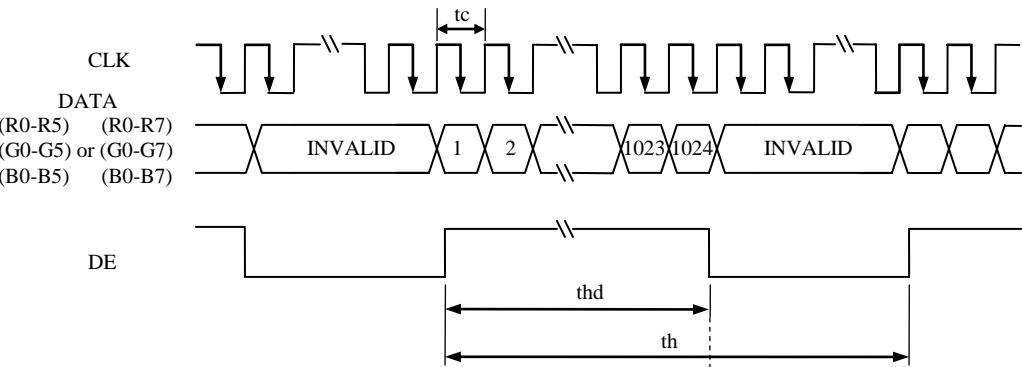 tc
CLK
DATA
(R0-R5) (R0-R7)
(G0-G5) or (G0-G7)
(B0-B5) (B0-B7)
INVALID 1 2 1023 1024 INVALID
DE
thd
th